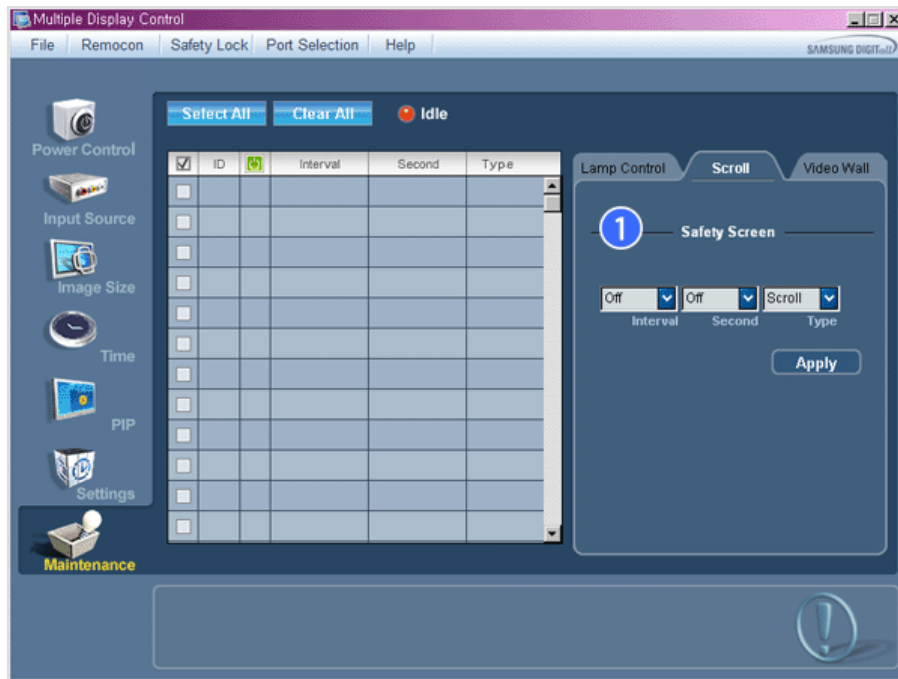 Multiple Display Control
File Remocon Safety Lock Port Selection Help
SAMSUNG DIGITall
Select All Clear All Idle
Power Control
Input Source
Image Size
Time
PIP
Settings
Maintenance
ID Interval Second Type
Lamp Control Scroll Video Wall
1 Safety Screen
Off Off Scroll
Interval Second Type
Apply